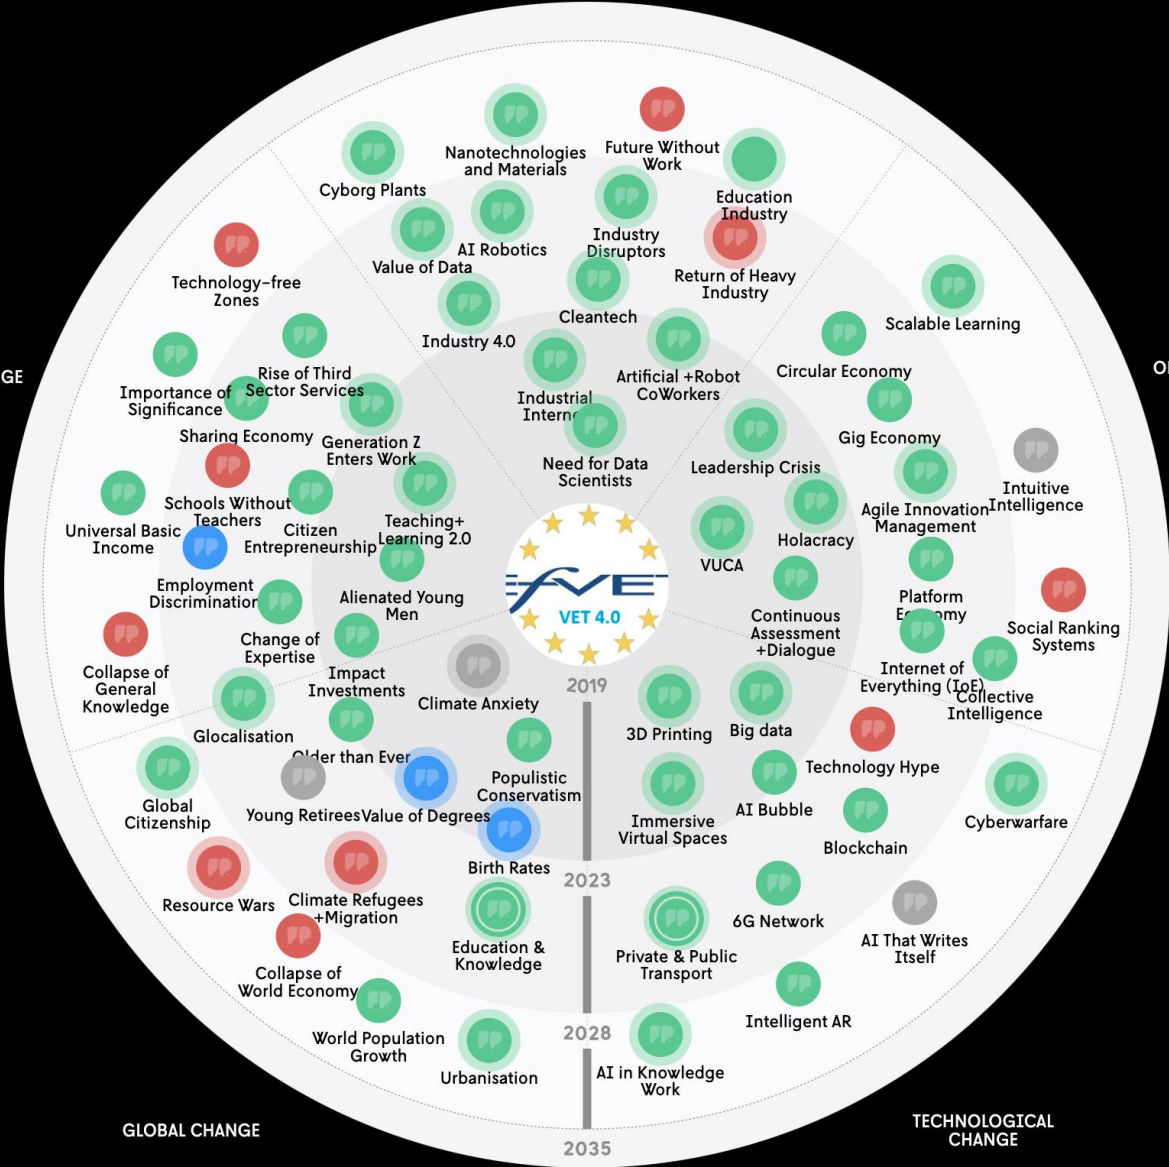 Nanotechnologies
and Materials
Future Without
Work
Cyborg Plants
Education
Industry
AI Robotics
Industry
Disruptors
Value of Data
Return of Heavy
Industry
Technology-free
Zones
Cleantech
Scalable Learning
Industry 4.0
GE
Rise of Third
Sector Services
Artificial +Robot
CoWorkers
Circular Economy
Importance of
Significance
Industrial
Sharing Economy
Generation Z
Enters Work
Need for Data
Scientists
Leadership Crisis
Gig Economy
Intuitive
Intelligence
Schools Without
Teachers
Universal Basic
Income
Citizen
Entrepreneurship
Teaching+
Learning 2.0
Holacracy
Agile Innovation
Management
VUCA
Employment
Discrimination
Alienated Young
Men
VET 4.0
Continuous
Assessment
+Dialogue
Platform
Social Ranking
Systems
Change of
Expertise
Collapse of
General
Knowledge
Impact
Investments
Internet of
Everything (IoE)
Collective
Intelligence
Climate Anxiety
2019
Glocalisation
3D Printing
Big data
Older than Ever
Technology Hype
Populistic
Conservatism
Global
Citizenship
Young Retirees
Value of Degrees
Immersive
Virtual Spaces
AI Bubble
Cyberwarfare
Blockchain
Birth Rates
2023
Resource Wars
Climate Refugees
+Migration
6G Network
Education &
Knowledge
Private & Public
Transport
AI That Writes
Itself
Collapse of
World Economy
2028
World Population
Growth
Intelligent AR
Urbanisation
AI in Knowledge
Work
GLOBAL CHANGE
TECHNOLOGICAL
CHANGE
2035